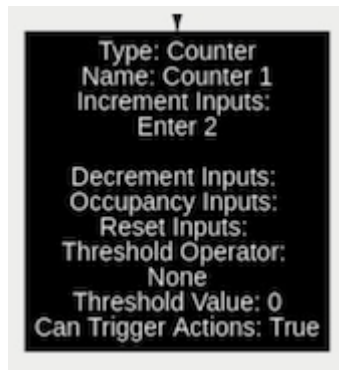 Type: Counter
Name: Counter 1
Increment Inputs:
Enter 2
Decrement Inputs:
Occupancy Inputs:
Reset Inputs:
Threshold Operator:
None
Threshold Value: 0
Can Trigger Actions: True